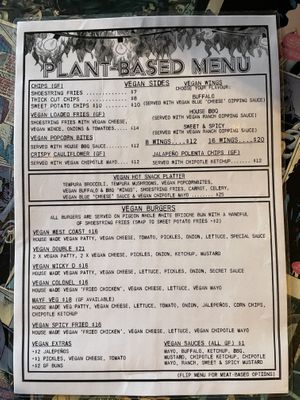 PLANT-BASED MENU
VEGAN SIDES
CHIPS (GF)
SHOESTRING FRIES $7
THICK CUT CHIPS $8
SWEET POTATO CHIPS $10 $10
VEGAN LOADED FRIES (GF)
SHOESTRING FRIES WITH VEGAN CHEESE,
VEGAN MINCE, ONIONS & TOMATOES. $14
VEGAN POPCORN BITES
SERVED WITH HOUSE BBQ SAUCE. $12
CRISPY CAULIFLOWER (GF)
SERVED WITH VEGAN CHIPOTLE MAYO $12
VEGAN WINGS
CHOOSE YOUR FLAVOUR:
BUFFALO
(SERVED WITH VEGAN BLUE "CHEESE" DIPPING SAUCE)
HOUSE BBQ
(SERVED WITH VEGAN RANCH DIPPING SAUCE)
SWEET & SPICY
(SERVED WITH VEGAN RANCH DIPPING SAUCE)
8 WINGS....$12 16 WINGS....$20
JALAPEÑO POLENTA CHIPS (GF)
SERVED WITH CHIPOTLE KETCHUP $12
VEGAN HOT SNACK PLATTER
TEMPURA BROCCOLI, TEMPURA MUSHROOMS, VEGAN POPCORNBITES,
VEGAN BUFFALO & BBQ "WINGS", SHOESTRING FRIES, CARROT, CELERY,
VEGAN BLUE "CHEESE" SAUCE & VEGAN CHIPOTLE MAYO $35
VEGAN BURGERS
ALL BURGERS ARE SERVED ON PIGEON WHOLE WHITE BRIOCHE BUN WITH A HANDFUL
OF SHOESTRING FRIES (SWAP TO SWEET POTATO FRIES +$2)
VEGAN WEST COAST $16
HOUSE MADE VEGAN PATTY, VEGAN CHEESE, TOMATO, PICKLES, ONION, LETTUCE, SPECIAL SAUCE
VEGAN DOUBLE $21
2 X VEGAN PATTY, 2 X VEGAN CHEESE, PICKLES, ONION, KETCHUP, MUSTARD
VEGAN MICKY D $16
HOUSE MADE VEGAN PATTY, VEGAN CHEESE, LETTUCE, PICKLES, ONION, SECRET SAUCE
VEGAN COLONEL $16
HOUSE MADE VEGAN "FRIED CHICKEN", VEGAN CHEESE, LETTUCE, VEGAN MAYO
MAYF VEG $18 (GF AVAILABLE)
HOUSE MADE VEGAN PATTY, VEGAN CHEESE, LETTUCE, TOMATO, ONION, JALEPEÑOS, CORN CHIPS,
CHIPOTLE KETCHUP
VEGAN SPICY FRIED $16
HOUSE MADE VEGAN "FRIED CHICKEN", VEGAN CHEESE, LETTUCE, VEGAN CHIPOTLE MAYO
VEGAN EXTRAS
+$2 JALEPEÑOS
+$1 PICKLES, VEGAN CHEESE, TOMATO
+$2 GF BUNS
VEGAN SAUCES (ALL GF) $1
MAYO, BUFFALO, KETCHUP, BBQ,
MUSTARD, CHIPOTLE KETCHUP, CHIPOTLE
MAYO, RANCH, SWEET & SPICY MUSTARD
(FLIP MENU FOR MEAT-BASED OPTIONS)